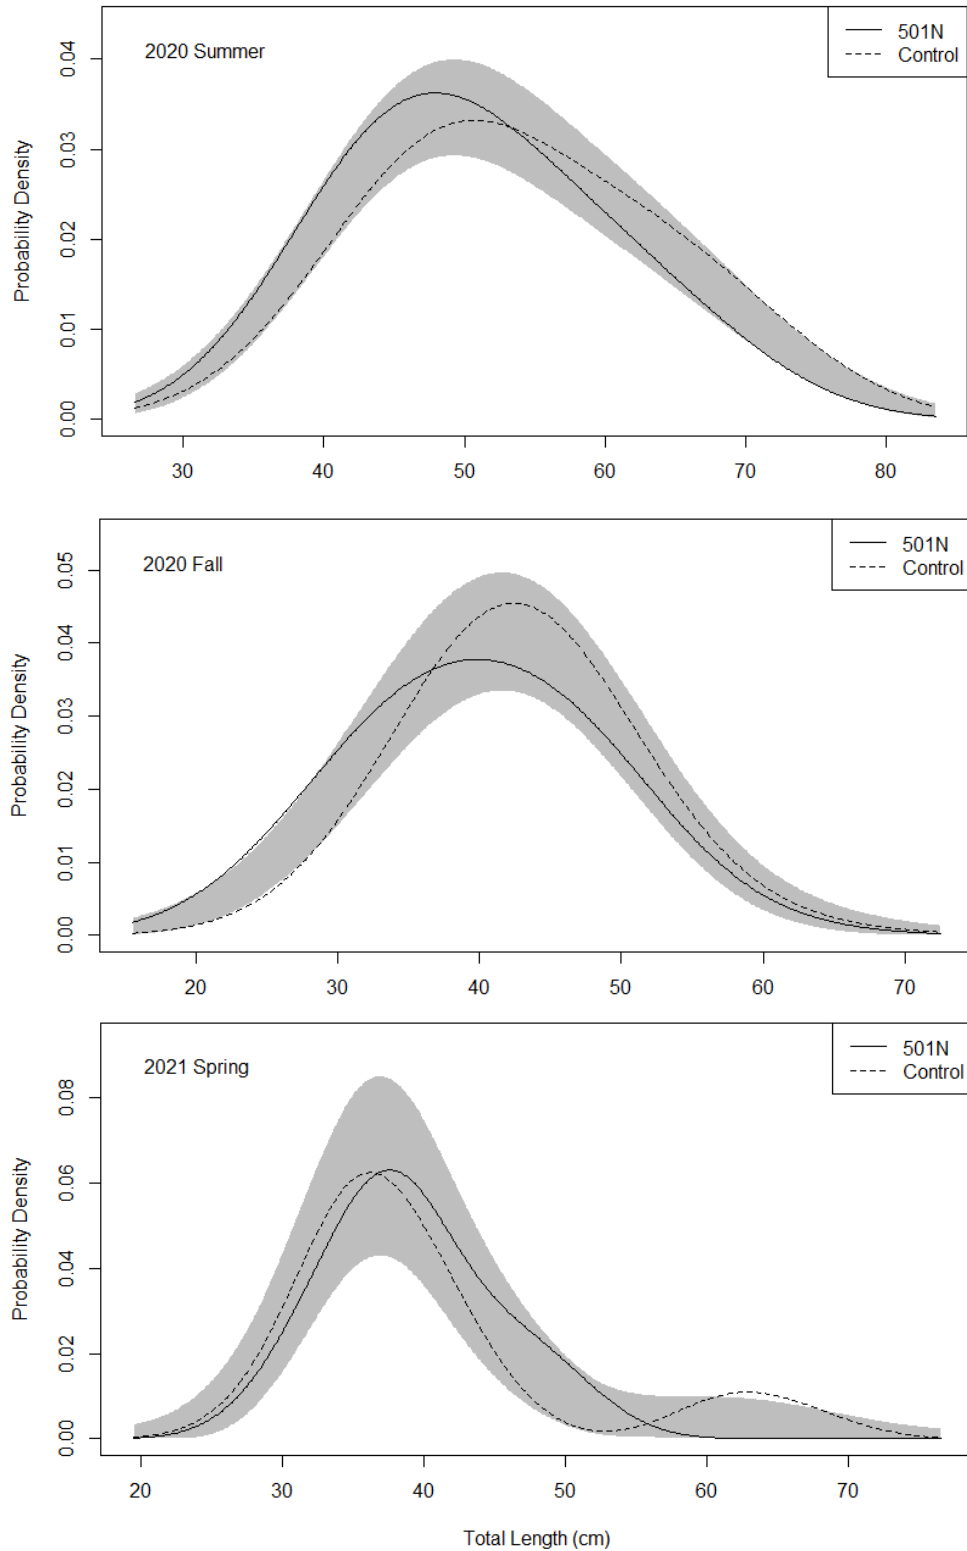 2020 Summer
501N
Control
Probability Density
0.04
0.03
0.02
0.01
0.00
30 40 50 60 70 80
2020 Fall
501N
Control
Probability Density
0.05
0.04
0.03
0.02
0.01
0.00
20 30 40 50 60 70
2021 Spring
501N
Control
Probability Density
0.08
0.06
0.04
0.02
0.00
20 30 40 50 60 70
Total Length (cm)